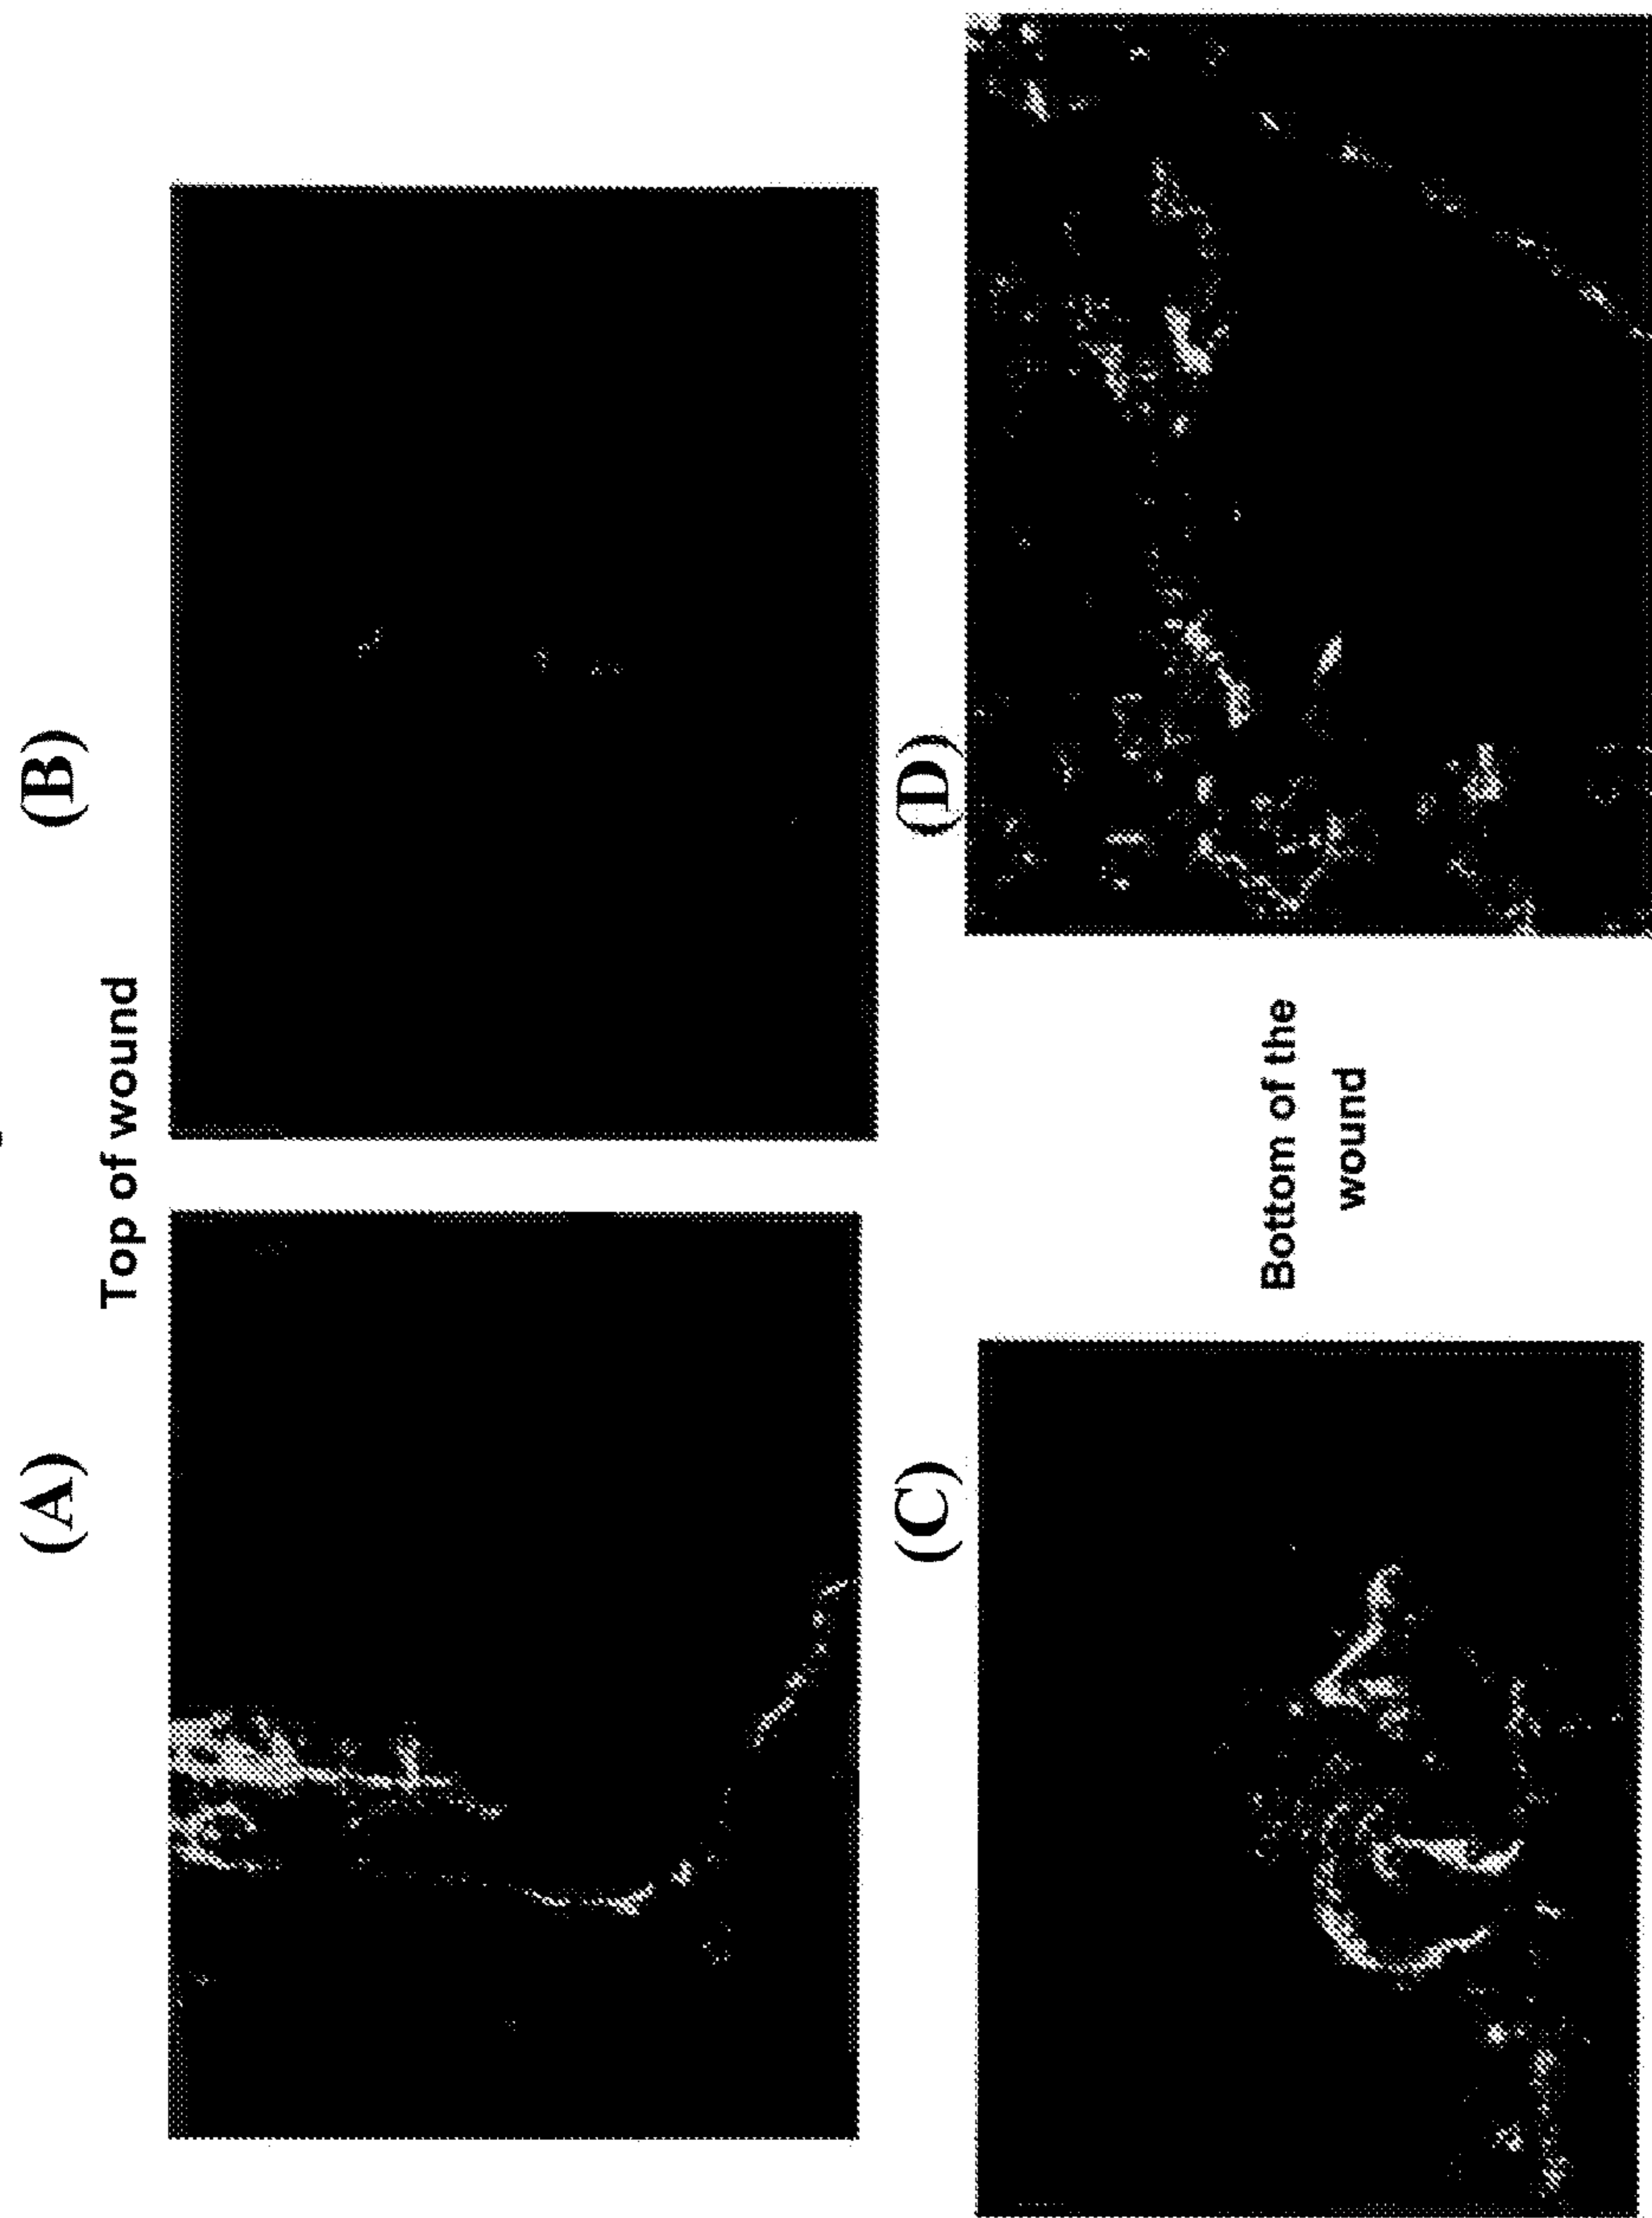 (A)
(B)
Top of wound
(C)
(D)
Bottom of the
wound